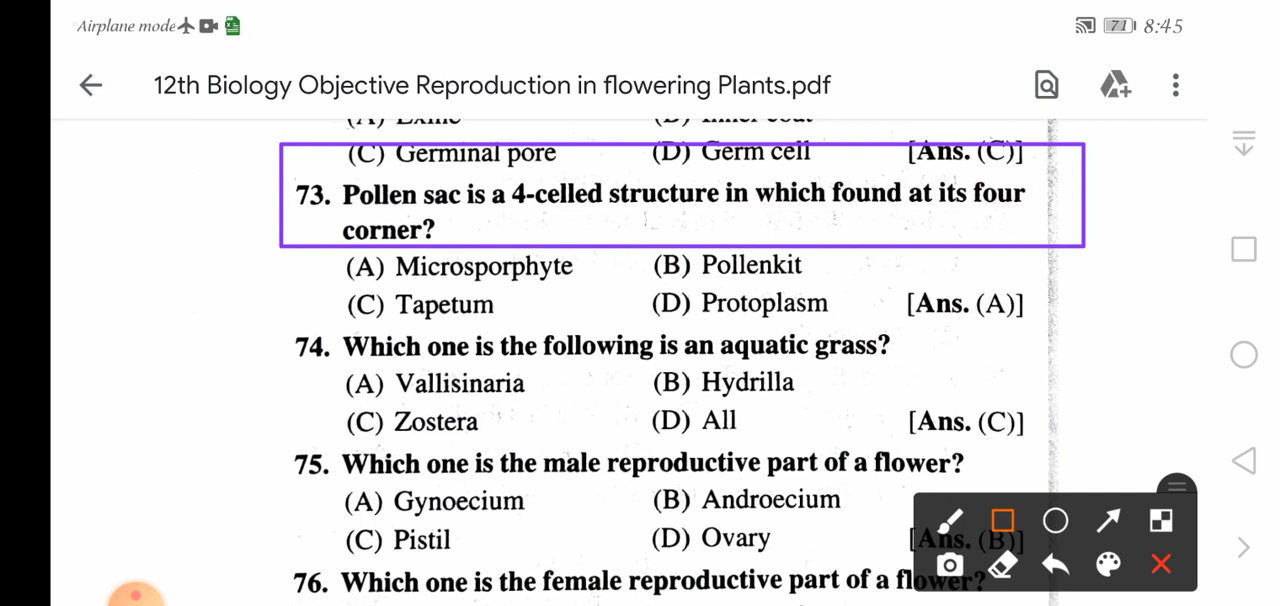 Airplane mode 71 8:45
12th Biology Objective Reproduction in flowering Plants.pdf
(C) Germinal pore (D) Germ cell [Ans. (C)]
73. Pollen sac is a 4-celled structure in which found at its four
corner?
(A) Microsporphyte (B) Pollenkit
(C) Tapetum (D) Protoplasm [Ans. (A)]
74. Which one is the following is an aquatic grass?
(A) Vallisinaria (B) Hydrilla
(C) Zostera (D) All [Ans. (C)]
75. Which one is the male reproductive part of a flower?
(A) Gynoecium (B) Androecium
(C) Pistil (D) Ovary [Ans. (B)]
76. Which one is the female reproductive part of a flower?